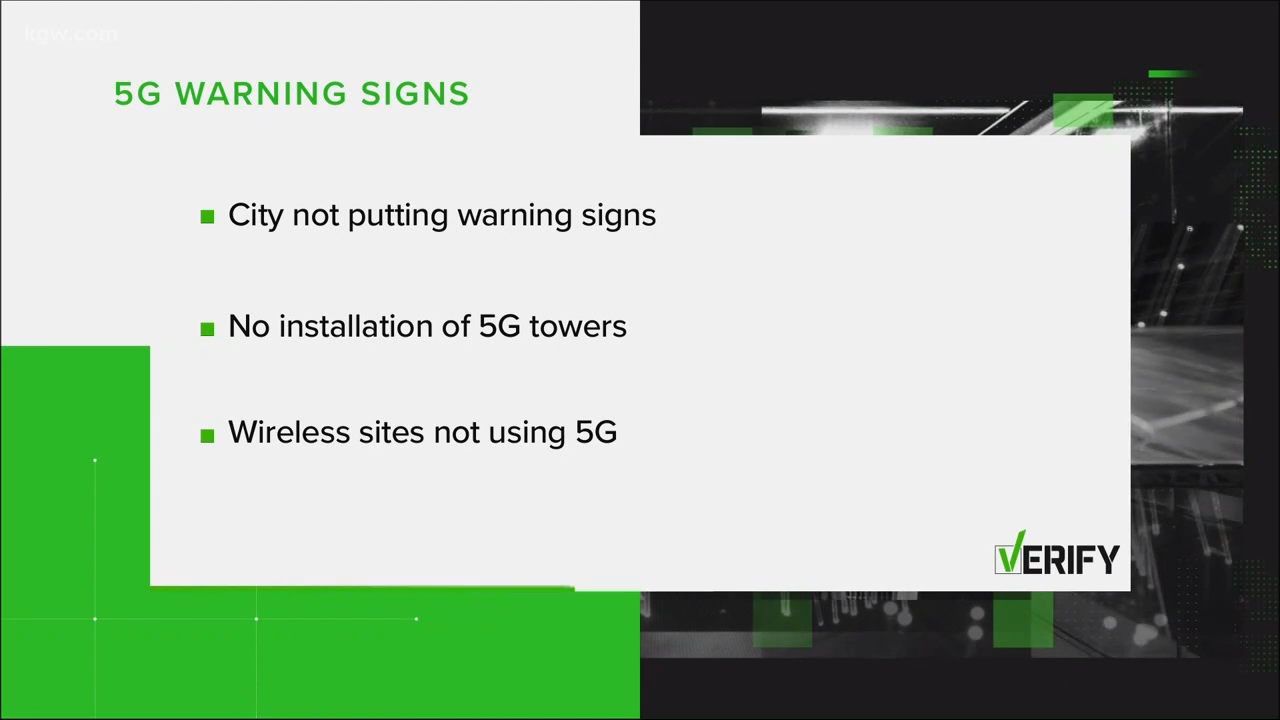 kgw.com
5G WARNING SIGNS
City not putting warning signs
No installation of 5G towers
Wireless sites not using 5G
VERIFY